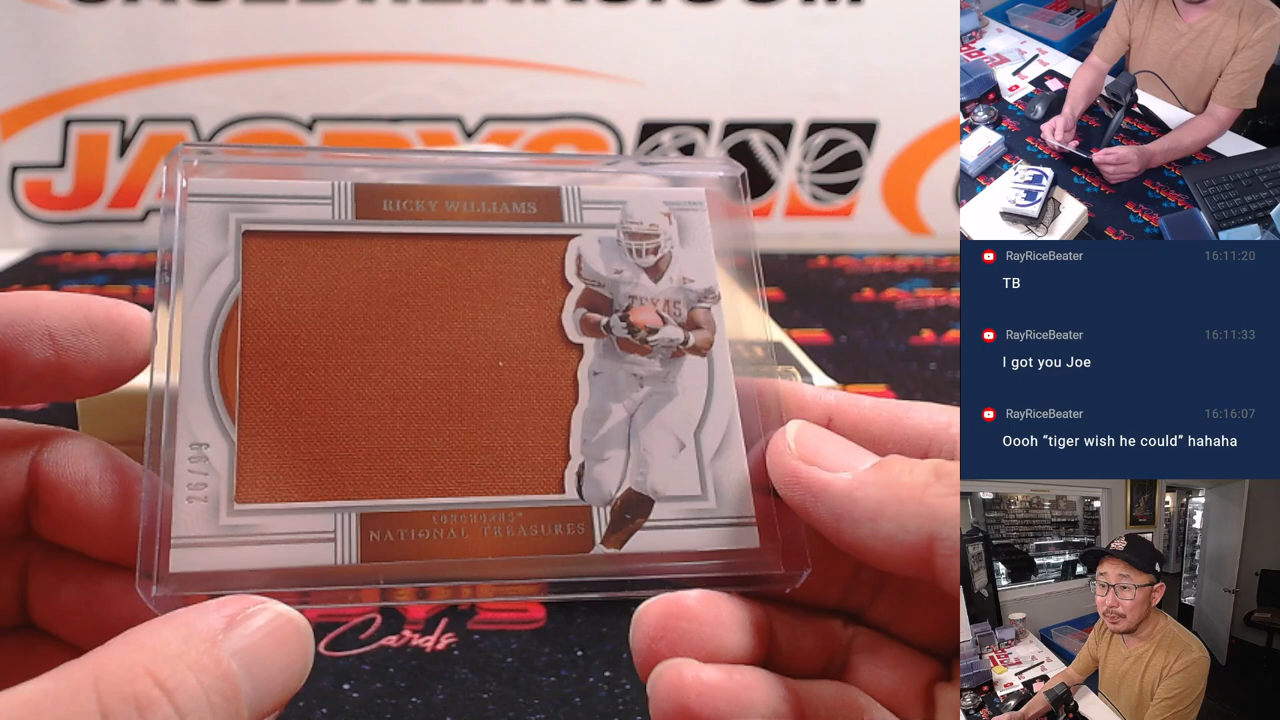 JASPYS
RICKY WILLIAMS
TEXAS
26/99
LONGHORNS
NATIONAL TREASURES
Cards
RayRiceBeater 16:11:20
TB
RayRiceBeater 16:11:33
I got you Joe
RayRiceBeater 16:16:07
Oooh “tiger wish he could” hahaha